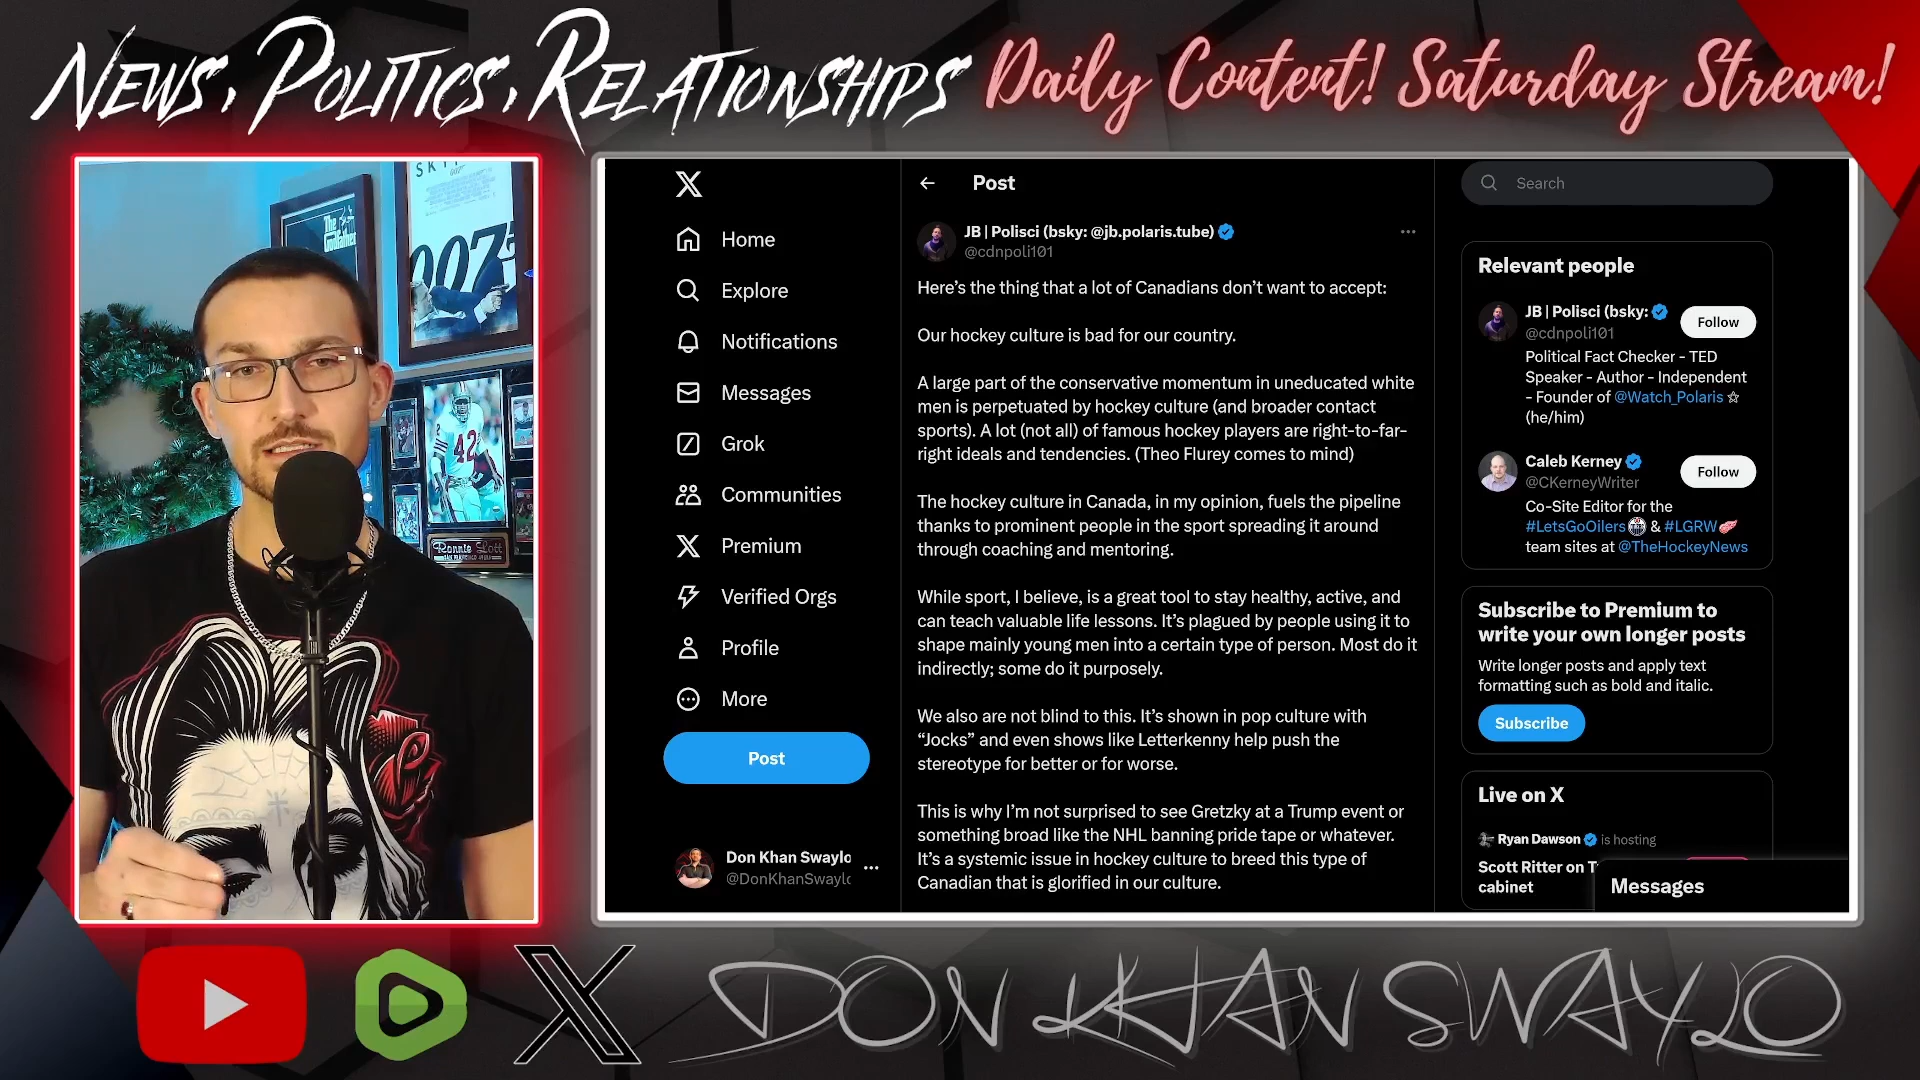 News, Politics, Relationships
Daily Content! Saturday Stream!
SKY
007
The
Godfather
007
42
Ronnie Lott
Home
Explore
Notifications
Messages
Grok
Communities
Premium
Verified Orgs
Profile
More
Post
Don Khan Swaylo
@DonKhanSwaylo
Post
JB | Polisci (bsky: @jb.polaris.tube)
@cdnpoli101
Here's the thing that a lot of Canadians don't want to accept:
Our hockey culture is bad for our country.
A large part of the conservative momentum in uneducated white
men is perpetuated by hockey culture (and broader contact
sports). A lot (not all) of famous hockey players are right-to-far-
right ideals and tendencies. (Theo Flurey comes to mind)
The hockey culture in Canada, in my opinion, fuels the pipeline
thanks to prominent people in the sport spreading it around
through coaching and mentoring.
While sport, I believe, is a great tool to stay healthy, active, and
can teach valuable life lessons. It's plagued by people using it to
shape mainly young men into a certain type of person. Most do it
indirectly; some do it purposely.
We also are not blind to this. It's shown in pop culture with
“Jocks” and even shows like Letterkenny help push the
stereotype for better or for worse.
This is why I'm not surprised to see Gretzky at a Trump event or
something broad like the NHL banning pride tape or whatever.
It's a systemic issue in hockey culture to breed this type of
Canadian that is glorified in our culture.
Search
Relevant people
JB | Polisci (bsky:
@cdnpoli101
Follow
Political Fact Checker - TED
Speaker - Author - Independent
- Founder of @Watch_Polaris ☆
(he/him)
Caleb Kerney
@CKerneyWriter
Follow
Co-Site Editor for the
#LetsGoOilers & #LGRW
team sites at @TheHockeyNews
Subscribe to Premium to
write your own longer posts
Write longer posts and apply text
formatting such as bold and italic.
Subscribe
Live on X
Ryan Dawson is hosting
Scott Ritter on T
cabinet
Messages
DON KHAN SWAYLO